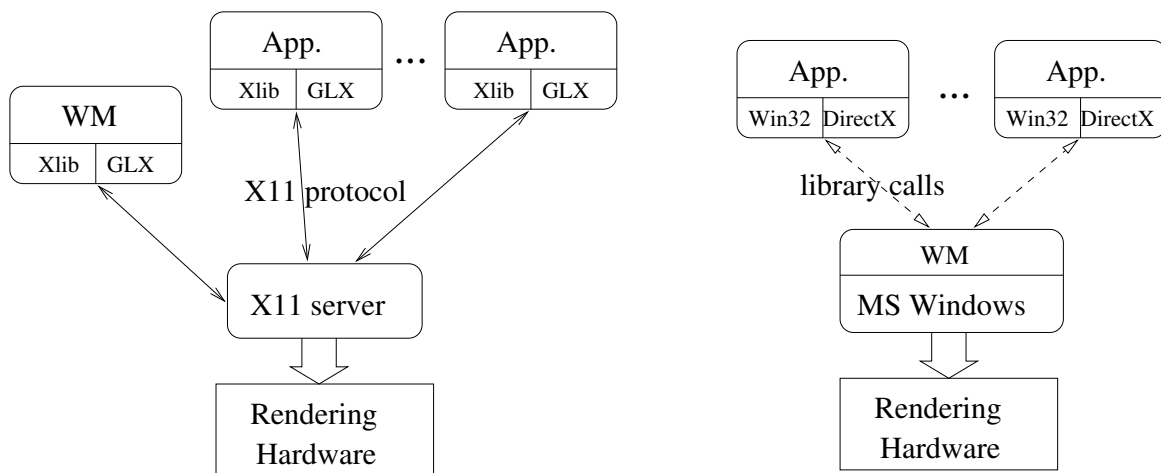 App. ... App.
Xlib GLX Xlib GLX
WM
Xlib GLX
X11 protocol
X11 server
Rendering
Hardware
App. ... App.
Win32 DirectX Win32 DirectX
library calls
WM
MS Windows
Rendering
Hardware